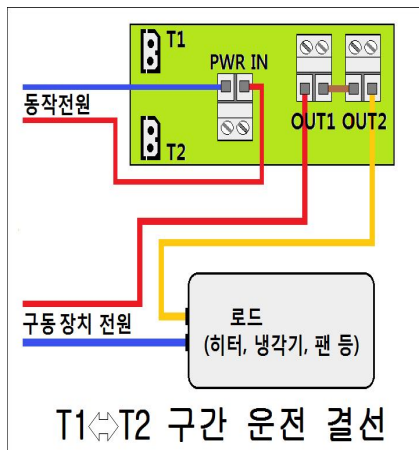 T1
PWR IN
동작전원
T2
OUT1 OUT2
구동 장치 전원
로드
(히터, 냉각기, 팬 등)
T1⇔T2 구간 운전 결선